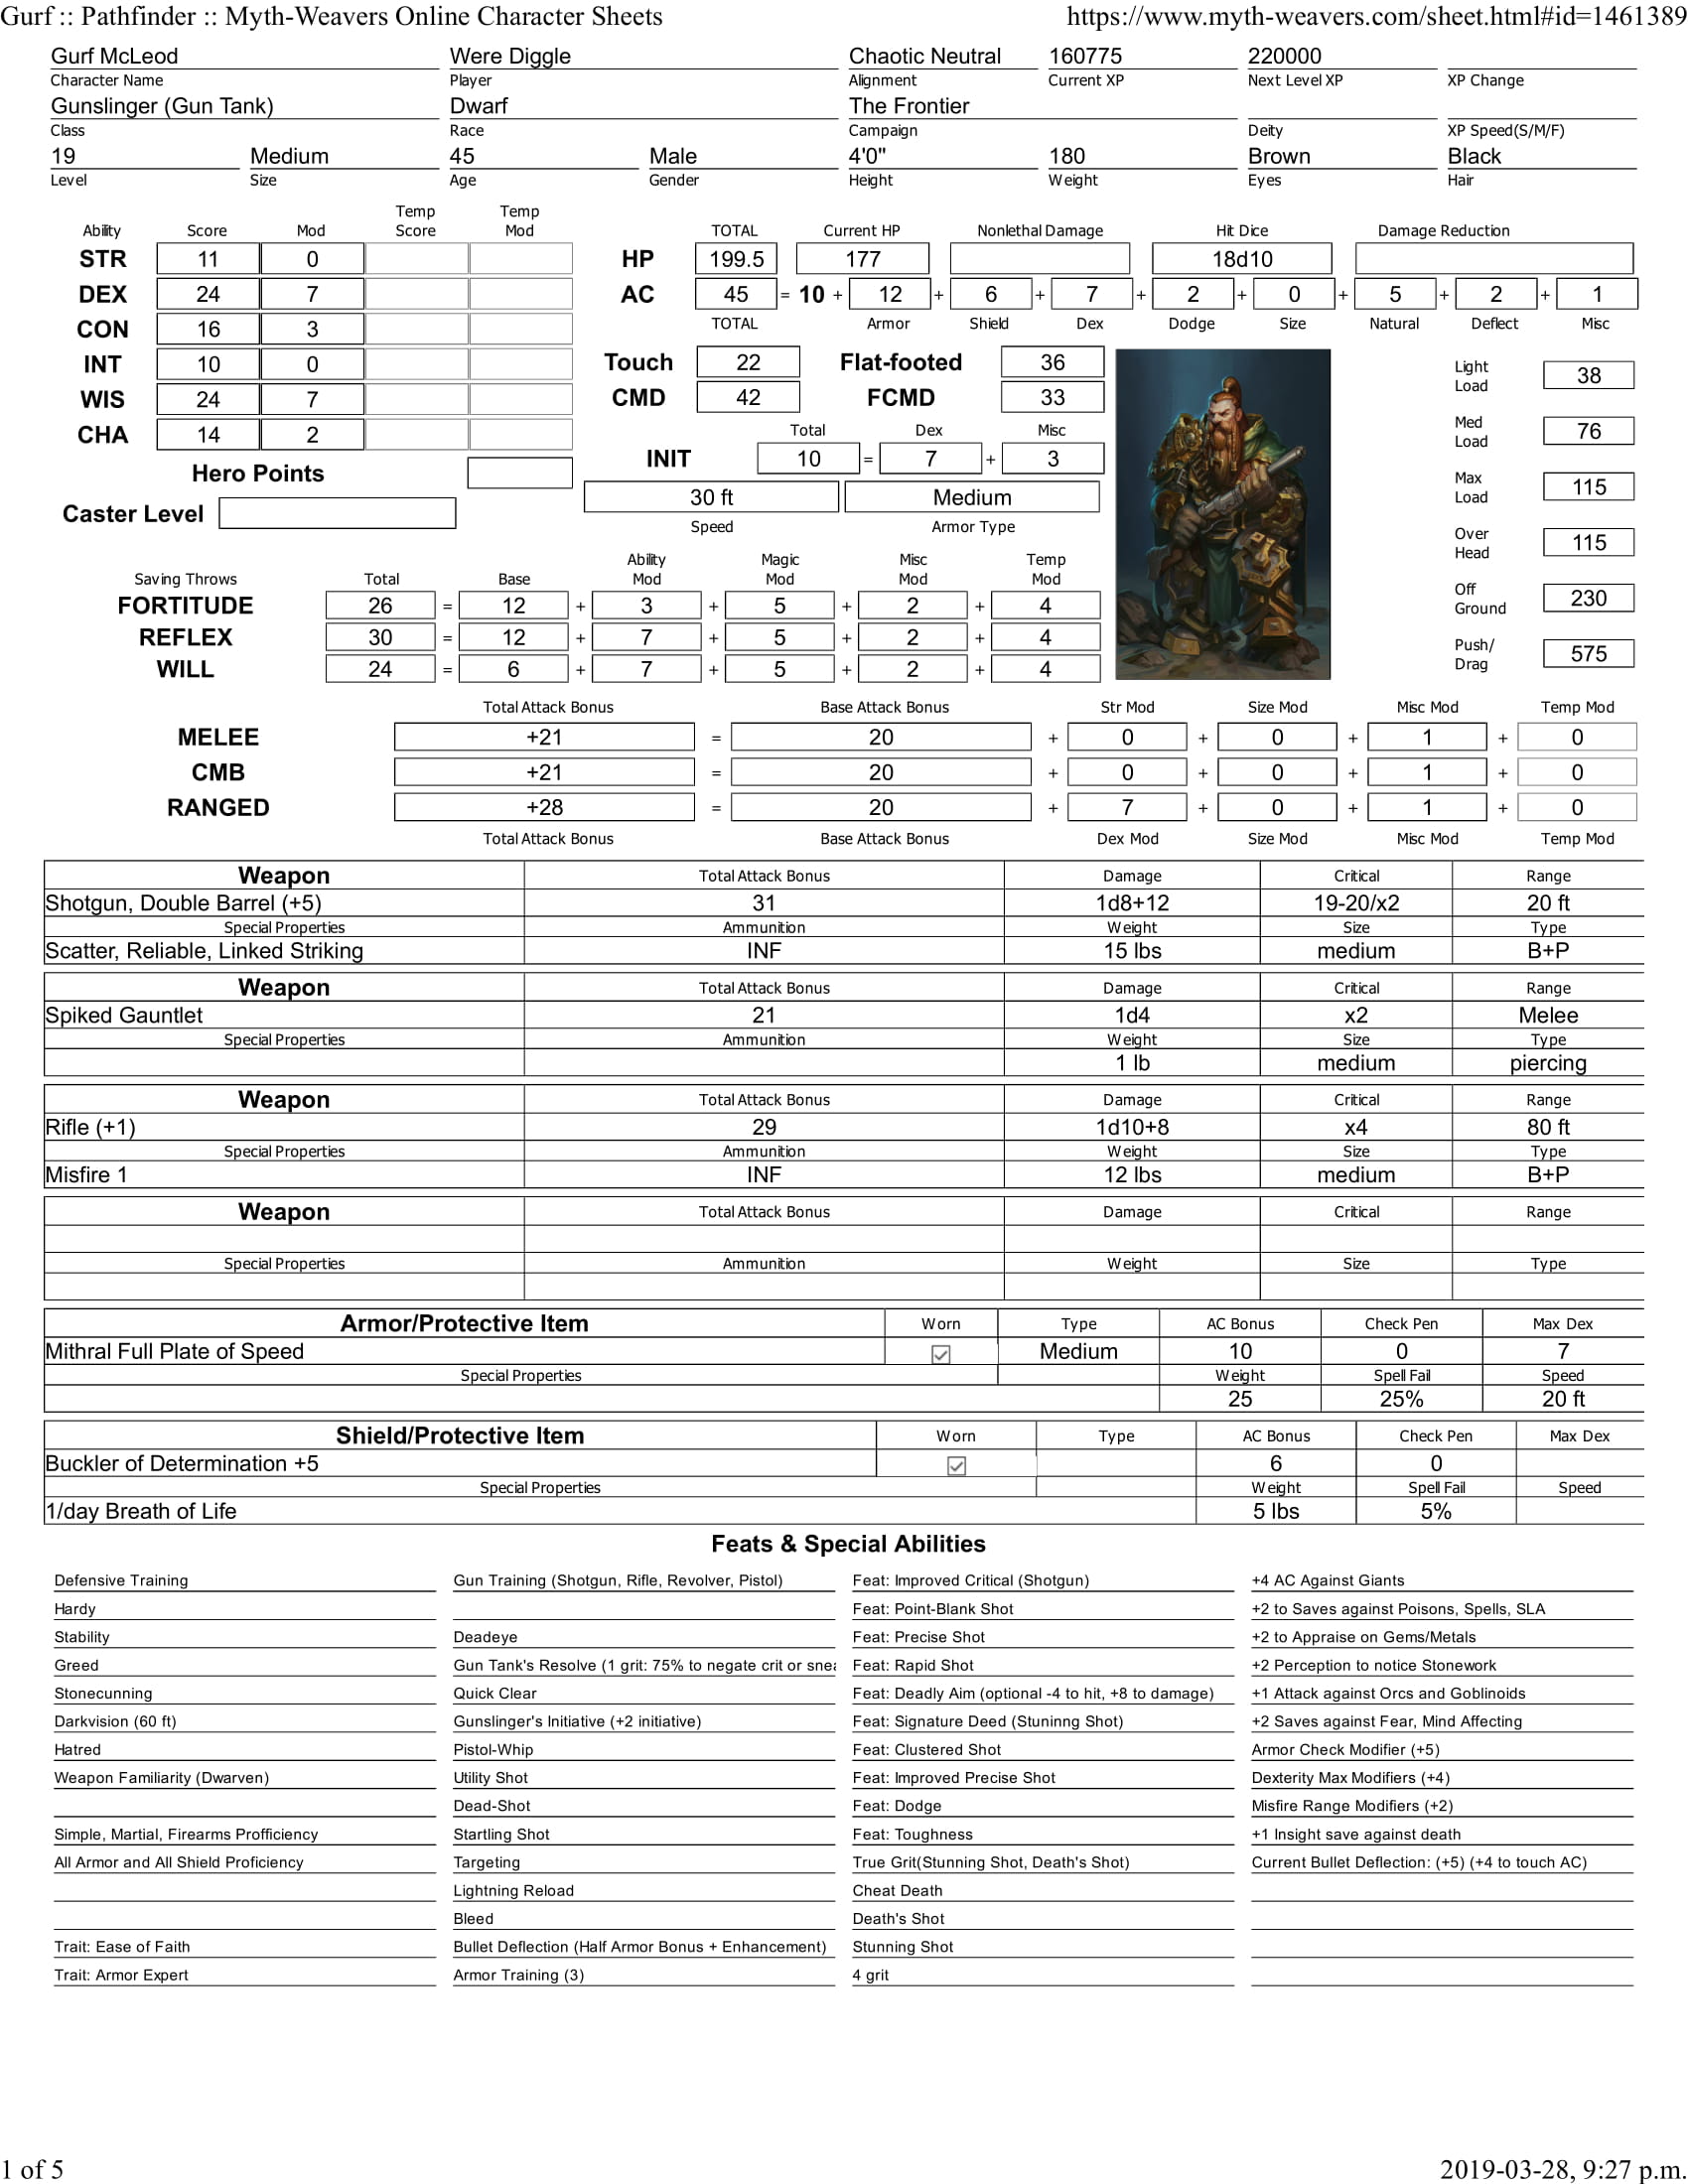 Gurf :: Pathfinder :: Myth-Weavers Online Character Sheets https://www.myth-weavers.com/sheet.html#id=1461389
Gurf McLeod Were Diggle Chaotic Neutral 160775 220000
Character Name Player Alignment Current XP Next Level XP XP Change
Gunslinger (Gun Tank) Dwarf The Frontier
Class Race Campaign Deity XP Speed(S/M/F)
19 Medium 45 Male 4'0" 180 Brown Black
Level Size Age Gender Height Weight Eyes Hair
Ability Score Mod Temp Score Temp Mod
STR 11 0
DEX 24 7
CON 16 3
INT 10 0
WIS 24 7
CHA 14 2
Hero Points
Caster Level
TOTAL Current HP Nonlethal Damage Hit Dice Damage Reduction
HP 199.5 177 18d10
AC 45 = 10 + 12 + 6 + 7 + 2 + 0 + 5 + 2 + 1
TOTAL Armor Shield Dex Dodge Size Natural Deflect Misc
Touch 22 Flat-footed 36
CMD 42 FCMD 33
Total Dex Misc
INIT 10 = 7 + 3
30 ft Medium
Speed Armor Type
Light Load 38
Med Load 76
Max Load 115
Over Head 115
Off Ground 230
Push/ Drag 575
Saving Throws Total Base Ability Mod Magic Mod Misc Mod Temp Mod
FORTITUDE 26 = 12 + 3 + 5 + 2 + 4
REFLEX 30 = 12 + 7 + 5 + 2 + 4
WILL 24 = 6 + 7 + 5 + 2 + 4
Total Attack Bonus Base Attack Bonus Str Mod Size Mod Misc Mod Temp Mod
MELEE +21 = 20 + 0 + 0 + 1 + 0
CMB +21 = 20 + 0 + 0 + 1 + 0
RANGED +28 = 20 + 7 + 0 + 1 + 0
Total Attack Bonus Base Attack Bonus Dex Mod Size Mod Misc Mod Temp Mod
Weapon Total Attack Bonus Damage Critical Range
Shotgun, Double Barrel (+5) 31 1d8+12 19-20/x2 20 ft
Special Properties Ammunition Weight Size Type
Scatter, Reliable, Linked Striking INF 15 lbs medium B+P
Weapon Total Attack Bonus Damage Critical Range
Spiked Gauntlet 21 1d4 x2 Melee
Special Properties Ammunition Weight Size Type
1 lb medium piercing
Weapon Total Attack Bonus Damage Critical Range
Rifle (+1) 29 1d10+8 x4 80 ft
Special Properties Ammunition Weight Size Type
Misfire 1 INF 12 lbs medium B+P
Weapon Total Attack Bonus Damage Critical Range
Special Properties Ammunition Weight Size Type
Armor/Protective Item Worn Type AC Bonus Check Pen Max Dex
Mithral Full Plate of Speed Medium 10 0 7
Special Properties Weight Spell Fail Speed
25 25% 20 ft
Shield/Protective Item Worn Type AC Bonus Check Pen Max Dex
Buckler of Determination +5 6 0
Special Properties Weight Spell Fail Speed
1/day Breath of Life 5 lbs 5%
Feats & Special Abilities
Defensive Training Gun Training (Shotgun, Rifle, Revolver, Pistol) Feat: Improved Critical (Shotgun) +4 AC Against Giants
Hardy Feat: Point-Blank Shot +2 to Saves against Poisons, Spells, SLA
Stability Deadeye Feat: Precise Shot +2 to Appraise on Gems/Metals
Greed Gun Tank's Resolve (1 grit: 75% to negate crit or snea Feat: Rapid Shot +2 Perception to notice Stonework
Stonecunning Quick Clear Feat: Deadly Aim (optional -4 to hit, +8 to damage) +1 Attack against Orcs and Goblinoids
Darkvision (60 ft) Gunslinger's Initiative (+2 initiative) Feat: Signature Deed (Stuninng Shot) +2 Saves against Fear, Mind Affecting
Hatred Pistol-Whip Feat: Clustered Shot Armor Check Modifier (+5)
Weapon Familiarity (Dwarven) Utility Shot Feat: Improved Precise Shot Dexterity Max Modifiers (+4)
Dead-Shot Feat: Dodge Misfire Range Modifiers (+2)
Simple, Martial, Firearms Profficiency Startling Shot Feat: Toughness +1 Insight save against death
All Armor and All Shield Proficiency Targeting True Grit(Stunning Shot, Death's Shot) Current Bullet Deflection: (+5) (+4 to touch AC)
Lightning Reload Cheat Death
Bleed Death's Shot
Trait: Ease of Faith Bullet Deflection (Half Armor Bonus + Enhancement) Stunning Shot
Trait: Armor Expert Armor Training (3) 4 grit
1 of 5 2019-03-28, 9:27 p.m.